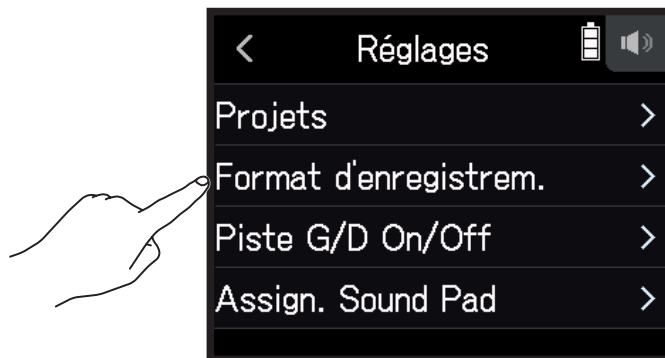 Réglages
Projets
Format d'enregistrem.
Piste G/D On/Off
Assign. Sound Pad